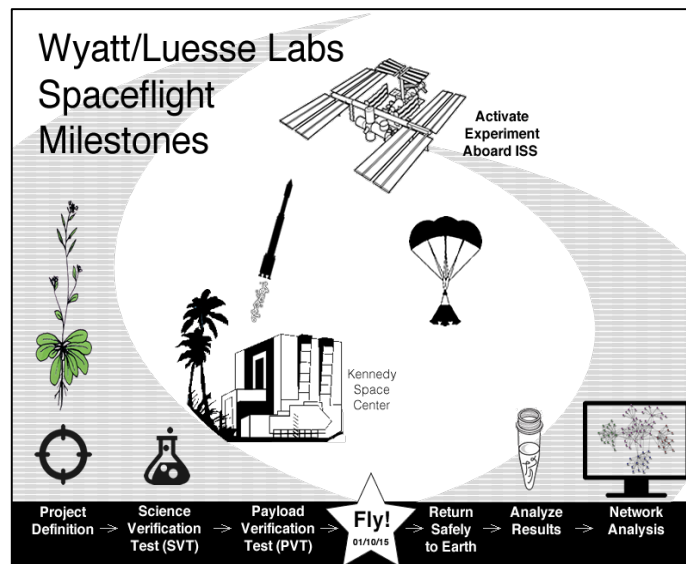 Wyatt/Luesse Labs
Spaceflight
Milestones
Activate
Experiment
Aboard ISS
Kennedy
Space
Center
Project
Definition
→
Science
Verification
Test (SVT)
→
Payload
Verification
Test (PVT)
→
Fly!
01/10/15
Return
Safely
to Earth
→
Analyze
Results
→
Network
Analysis